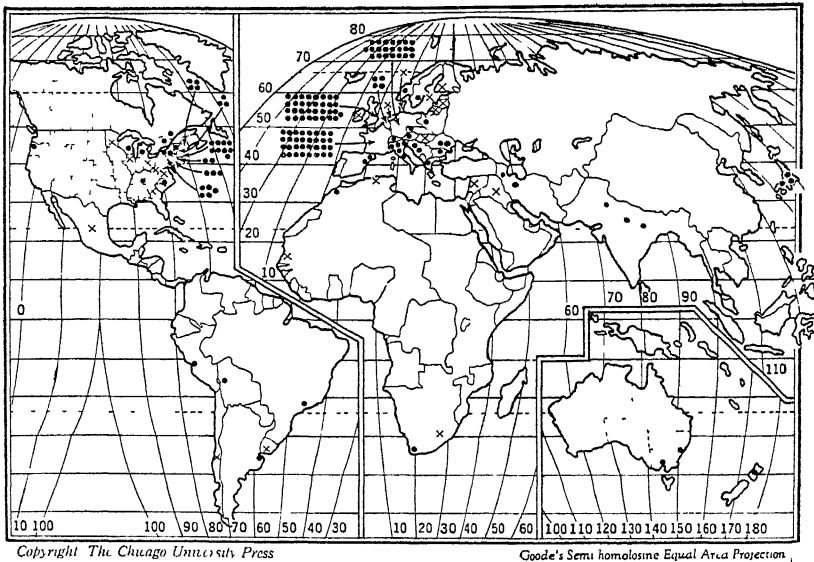 80
70
60
50
40
30
20
10
0
60
70 80 90
110
10 100 100 90 80 70 60 50 40 30 10 20 30 40 50 60 100 110 120 130 140 150 160 170 180
Copyright The Chicago University Press
Goode's Semi homolosine Equal Area Projection